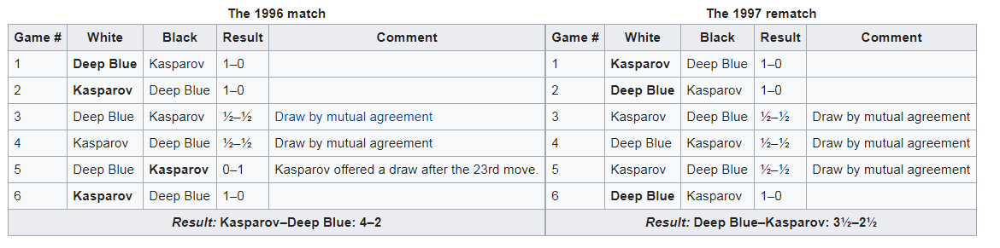 The 1996 match
Game # White Black Result Comment
1 Deep Blue Kasparov 1–0
2 Kasparov Deep Blue 1–0
3 Deep Blue Kasparov ½–½ Draw by mutual agreement
4 Kasparov Deep Blue ½–½ Draw by mutual agreement
5 Deep Blue Kasparov 0–1 Kasparov offered a draw after the 23rd move.
6 Kasparov Deep Blue 1–0
Result: Kasparov–Deep Blue: 4–2
The 1997 rematch
Game # White Black Result Comment
1 Kasparov Deep Blue 1–0
2 Deep Blue Kasparov 1–0
3 Kasparov Deep Blue ½–½ Draw by mutual agreement
4 Deep Blue Kasparov ½–½ Draw by mutual agreement
5 Kasparov Deep Blue ½–½ Draw by mutual agreement
6 Deep Blue Kasparov 1–0
Result: Deep Blue–Kasparov: 3½–2½